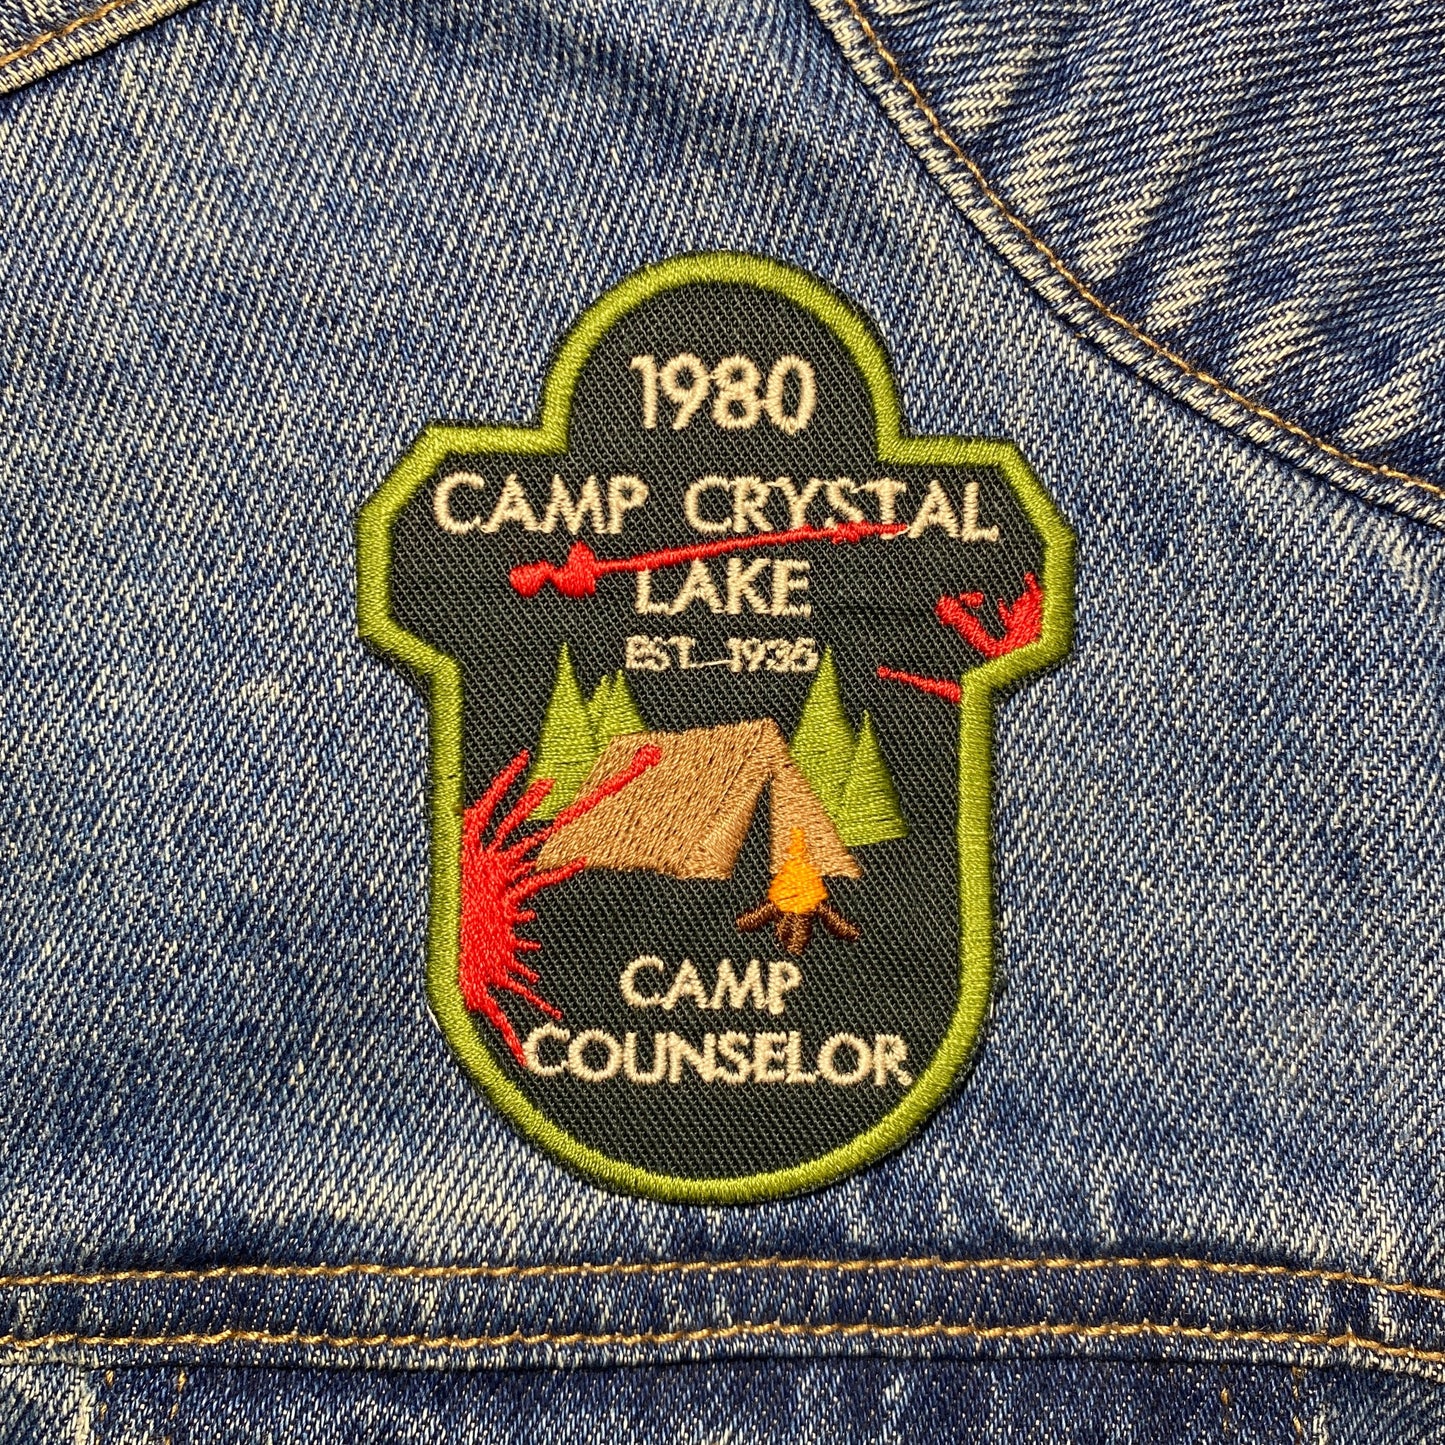 1980
CAMP CRYSTAL
LAKE
EST. 1935
CAMP
COUNSELOR